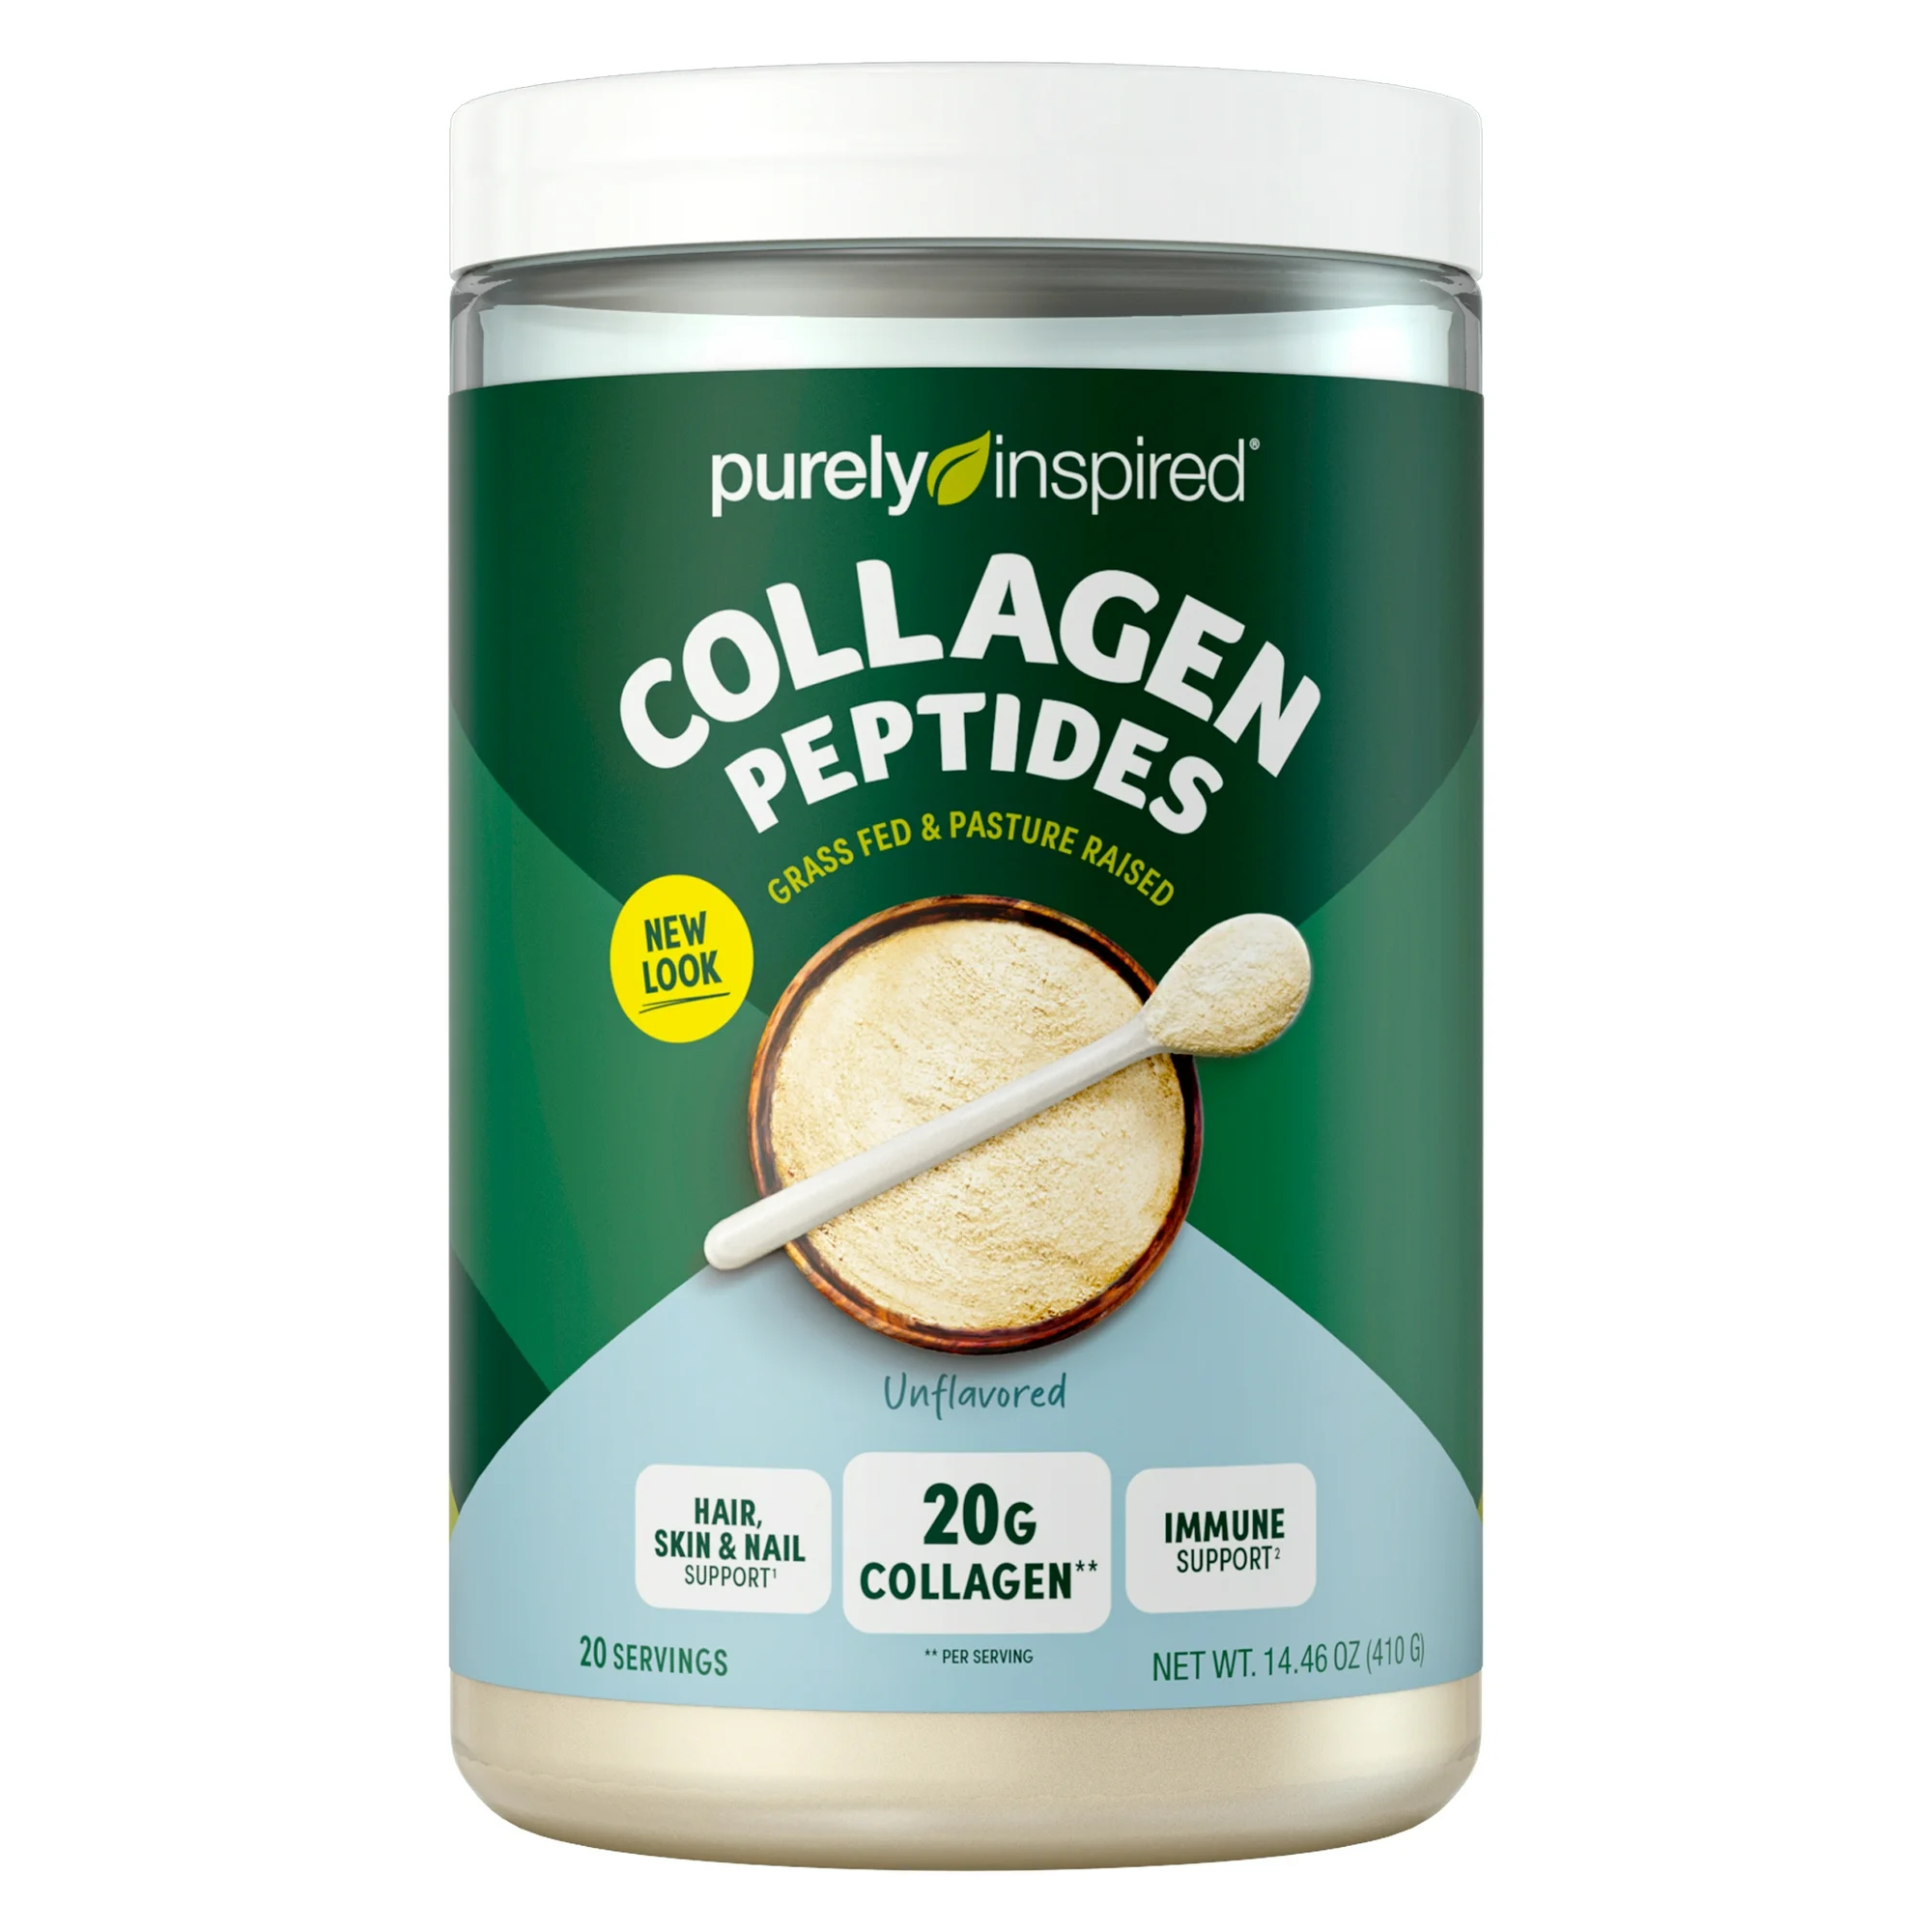 purely inspired®
COLLAGEN
PEPTIDES
GRASS FED & PASTURE RAISED
NEW
LOOK
Unflavored
HAIR,
SKIN & NAIL
SUPPORT¹
20G
COLLAGEN**
IMMUNE
SUPPORT²
20 SERVINGS
** PER SERVING
NET WT. 14.46 OZ (410 G)